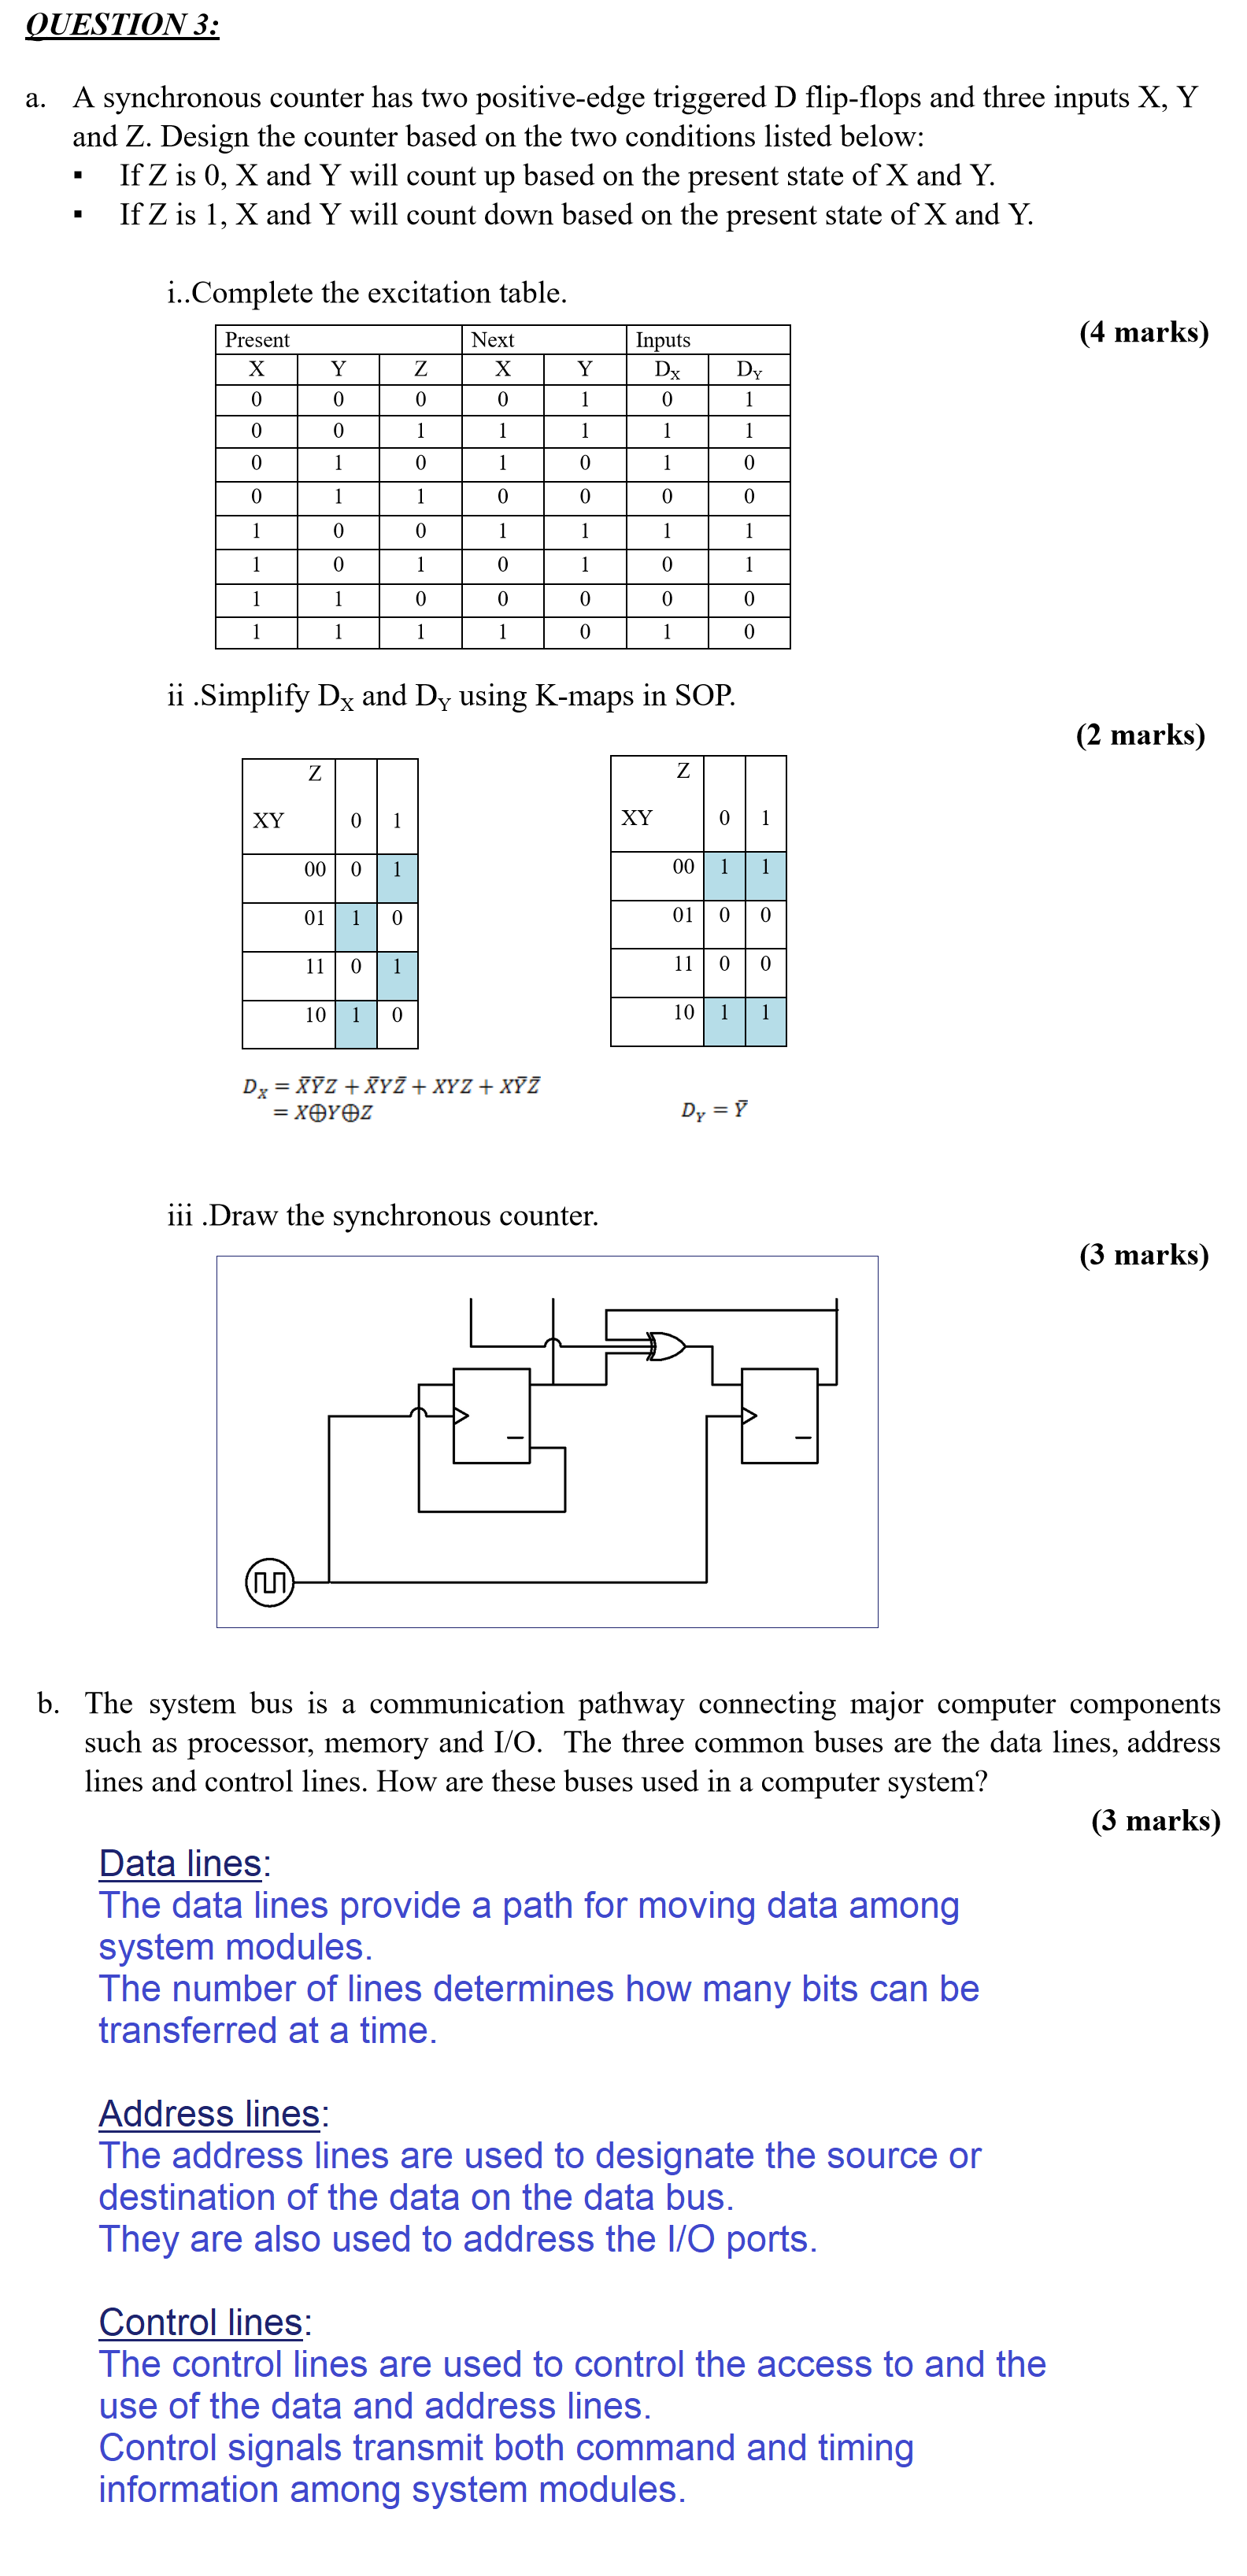 QUESTION 3:
a. A synchronous counter has two positive-edge triggered D flip-flops and three inputs X, Y
and Z. Design the counter based on the two conditions listed below:
▪ If Z is 0, X and Y will count up based on the present state of X and Y.
▪ If Z is 1, X and Y will count down based on the present state of X and Y.
i..Complete the excitation table.
(4 marks)
Present Next Inputs
X Y Z X Y D_X D_Y
0 0 0 0 1 0 1
0 0 1 1 1 1 1
0 1 0 1 0 1 0
0 1 1 0 0 0 0
1 0 0 1 1 1 1
1 0 1 0 1 0 1
1 1 0 0 0 0 0
1 1 1 1 0 1 0
ii .Simplify D_X and D_Y using K-maps in SOP.
(2 marks)
Z
XY 0 1
00 0 1
01 1 0
11 0 1
10 1 0
Z
XY 0 1
00 1 1
01 0 0
11 0 0
10 1 1
D_X = X̄ȲZ + X̄YZ̄ + XYZ + XȲZ̄
= X⊕Y⊕Z
D_Y = Ȳ
iii .Draw the synchronous counter.
(3 marks)
b. The system bus is a communication pathway connecting major computer components
such as processor, memory and I/O. The three common buses are the data lines, address
lines and control lines. How are these buses used in a computer system?
(3 marks)
Data lines:
The data lines provide a path for moving data among
system modules.
The number of lines determines how many bits can be
transferred at a time.
Address lines:
The address lines are used to designate the source or
destination of the data on the data bus.
They are also used to address the I/O ports.
Control lines:
The control lines are used to control the access to and the
use of the data and address lines.
Control signals transmit both command and timing
information among system modules.